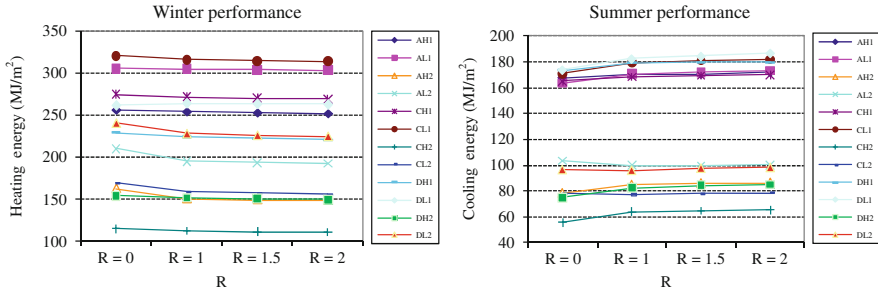 Winter performance
Heating energy (MJ/m²)
350
300
250
200
150
100
R = 0
R = 1
R = 1.5
R = 2
R
AH1
AL1
AH2
AL2
CH1
CL1
CH2
CL2
DH1
DL1
DH2
DL2
Summer performance
Cooling energy (MJ/m²)
200
180
160
140
120
100
80
60
40
R = 0
R = 1
R = 1.5
R = 2
R
AH1
AL1
AH2
AL2
CH1
CL1
CH2
CL2
DH1
DL1
DH2
DL2